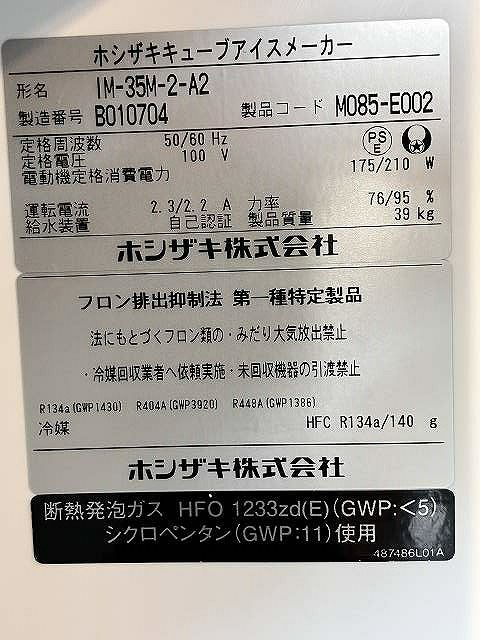 ホシザキキューブアイスメーカー
形名 IM-35M-2-A2
製造番号 B010704 製品コード M085-E002
定格周波数 50/60 Hz
PS E
定格電圧 100 V
電動機定格消費電力 175/210 W
運転電流 2.3/2.2 A 力率 76/95 %
給水装置 自己認証 製品質量 39 kg
ホシザキ株式会社
フロン排出抑制法 第一種特定製品
法にもとづくフロン類の・みだり大気放出禁止
・冷媒回収業者へ依頼実施・未回収機器の引渡禁止
R134a(GWP1430) R404A(GWP3920) R448A(GWP1386)
冷媒 HFC R134a/140 g
ホシザキ株式会社
断熱発泡ガス HFO 1233zd(E)(GWP:<5)
シクロペンタン(GWP:11)使用
487486L01A